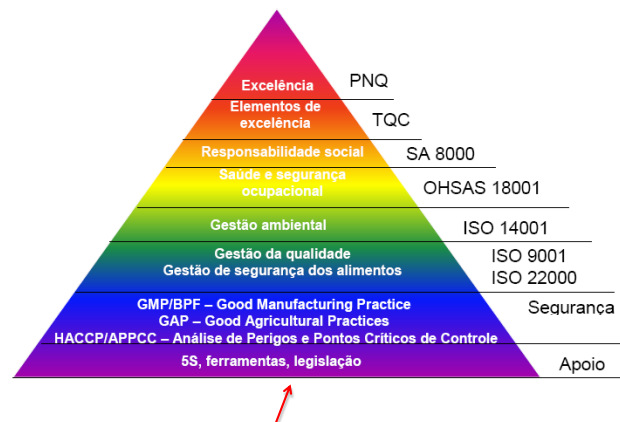 Excelência PNQ
Elementos de
excelência TQC
Responsabilidade social SA 8000
Saúde e segurança
ocupacional OHSAS 18001
Gestão ambiental ISO 14001
Gestão da qualidade ISO 9001
Gestão de segurança dos alimentos ISO 22000
GMP/BPF – Good Manufacturing Practice Segurança
GAP – Good Agricultural Practices
HACCP/APPCC – Análise de Perigos e Pontos Críticos de Controle
5S, ferramentas, legislação Apoio